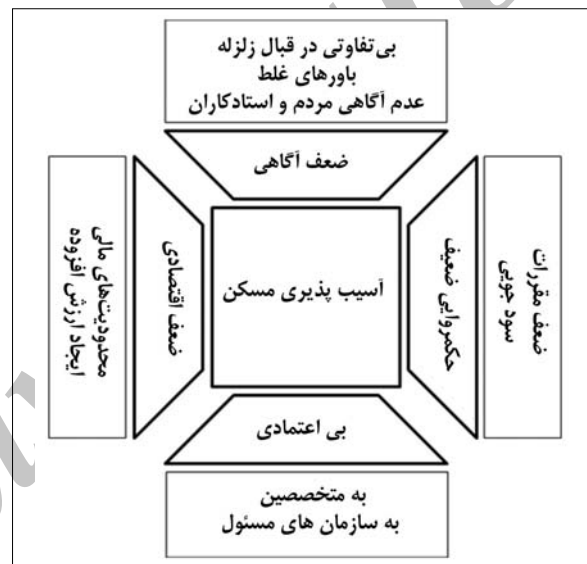 بی‌تفاوتی در قبال زلزله
باورهای غلط
عدم آگاهی مردم و استادکاران
ضعف آگاهی
ضعف مقررات
سود جویی
حکمروایی ضعیف
آسیب پذیری مسکن
ضعف اقتصادی
محدودیت‌های مالی
ایجاد ارزش افزوده
بی اعتمادی
به متخصصین
به سازمان های مسئول